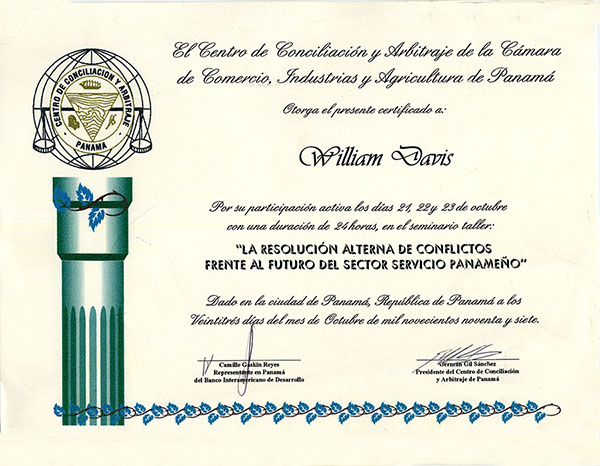 El Centro de Conciliación y Arbitraje de la Cámara
de Comercio, Industrias y Agricultura de Panamá
Otorga el presente certificado a:
CENTRO DE CONCILIACION Y ARBITRAJE
· PANAMA ·
William Davis
Por su participación activa los días 21, 22 y 23 de octubre
con una duración de 24 horas, en el seminario taller:
"LA RESOLUCIÓN ALTERNA DE CONFLICTOS
FRENTE AL FUTURO DEL SECTOR SERVICIO PANAMEÑO"
Dado en la ciudad de Panamá, República de Panamá a los
Veintitrés días del mes de Octubre de mil novecientos noventa y siete.
Camille Gaskin Reyes
Representante en Panamá
del Banco Interamericano de Desarrollo
Germán Gil Sánchez
Presidente del Centro de Conciliación
y Arbitraje de Panamá